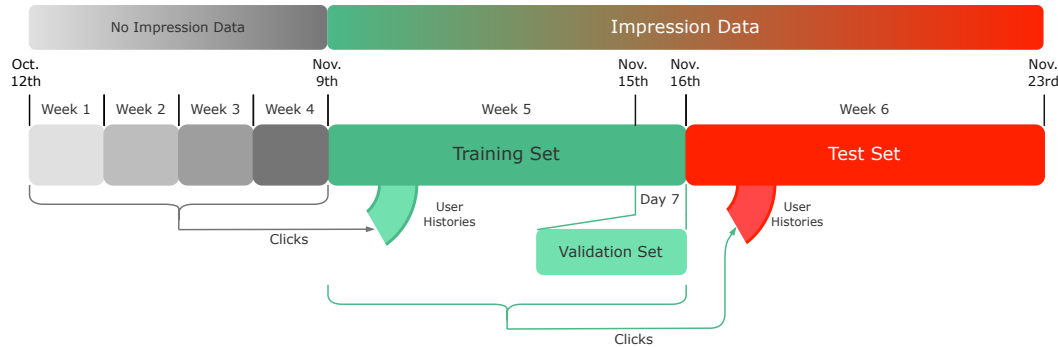 No Impression Data
Impression Data
Oct.
12th
Nov.
9th
Nov.
15th
Nov.
16th
Nov.
23rd
Week 1
Week 2
Week 3
Week 4
Week 5
Week 6
Training Set
Test Set
User
Histories
Day 7
User
Histories
Clicks
Validation Set
Clicks